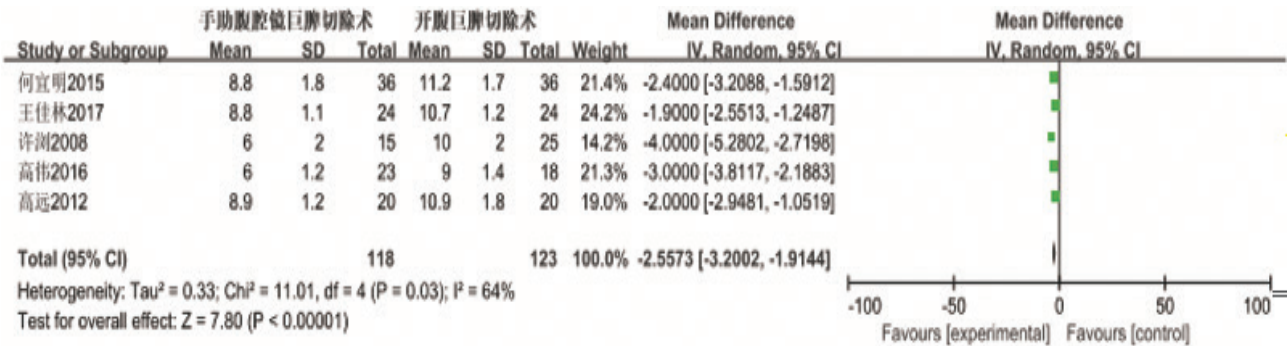 手助腹腔镜巨脾切除术 开腹巨脾切除术 Mean Difference Mean Difference
Study or Subgroup Mean SD Total Mean SD Total Weight IV, Random, 95% CI IV, Random, 95% CI
何宜明2015 8.8 1.8 36 11.2 1.7 36 21.4% -2.4000 [-3.2088, -1.5912]
王佳林2017 8.8 1.1 24 10.7 1.2 24 24.2% -1.9000 [-2.5513, -1.2487]
许浏2008 6 2 15 10 2 25 14.2% -4.0000 [-5.2802, -2.7198]
高伟2016 6 1.2 23 9 1.4 18 21.3% -3.0000 [-3.8117, -2.1883]
高远2012 8.9 1.2 20 10.9 1.8 20 19.0% -2.0000 [-2.9481, -1.0519]
Total (95% CI) 118 123 100.0% -2.5573 [-3.2002, -1.9144]
Heterogeneity: Tau² = 0.33; Chi² = 11.01, df = 4 (P = 0.03); I² = 64%
Test for overall effect: Z = 7.80 (P < 0.00001)
-100 -50 0 50 100
Favours [experimental] Favours [control]